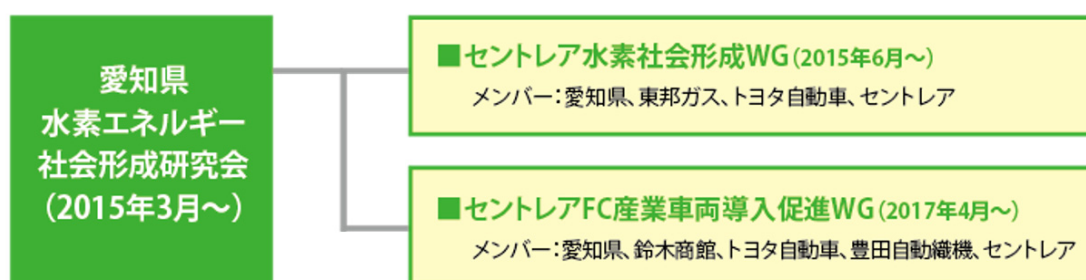 愛知県
水素エネルギー
社会形成研究会
（2015年3月～）
■セントレア水素社会形成WG（2015年6月～）
メンバー：愛知県、東邦ガス、トヨタ自動車、セントレア
■セントレアFC産業車両導入促進WG（2017年4月～）
メンバー：愛知県、鈴木商館、トヨタ自動車、豊田自動織機、セントレア